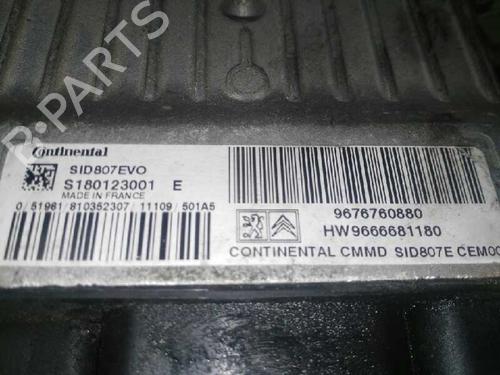 B-PARTS
Continental
SID807EVO
S180123001 E
MADE IN FRANCE
0/51961/810352307/11109/501A5
9676760880
HW9666681180
CONTINENTAL CMMD SID807E CEM00